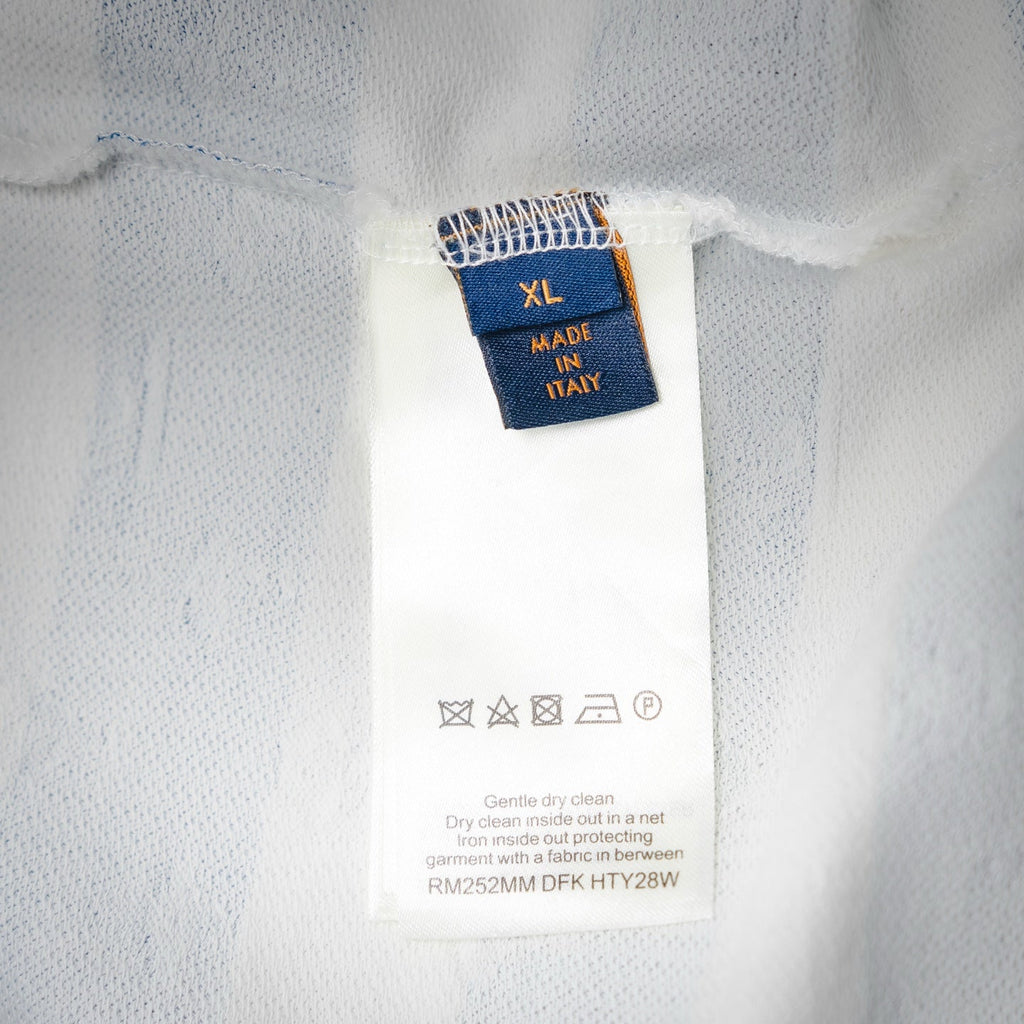 XL
MADE
IN
ITALY
P
Gentle dry clean
Dry clean inside out in a net
Iron inside out protecting
garment with a fabric in berween
RM252MM DFK HTY28W